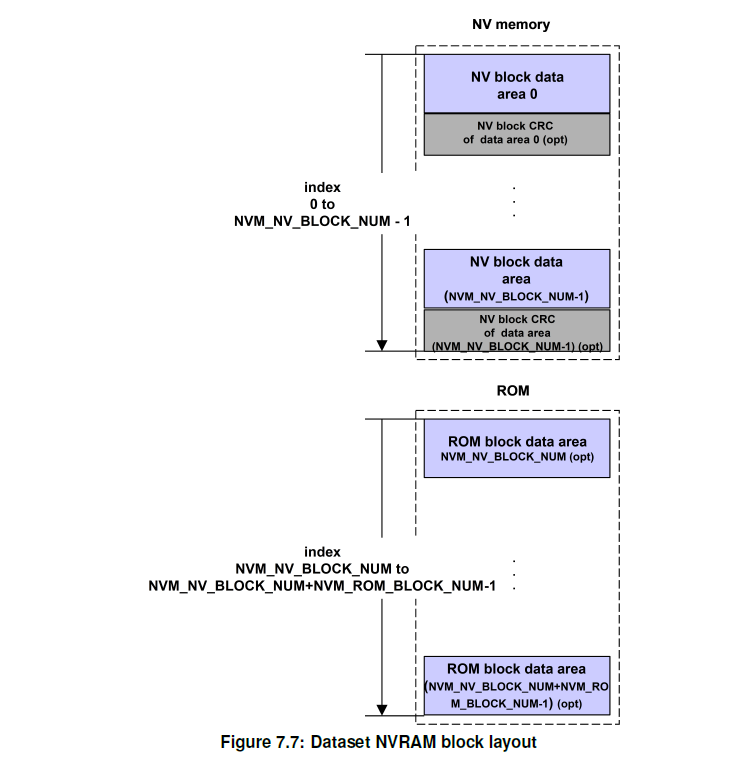 NV memory
NV block data
area 0
NV block CRC
of data area 0 (opt)
index
0 to
NVM_NV_BLOCK_NUM - 1
NV block data
area
(NVM_NV_BLOCK_NUM-1)
NV block CRC
of data area
(NVM_NV_BLOCK_NUM-1) (opt)
ROM
ROM block data area
NVM_NV_BLOCK_NUM (opt)
index
NVM_NV_BLOCK_NUM to
NVM_NV_BLOCK_NUM+NVM_ROM_BLOCK_NUM-1
ROM block data area
(NVM_NV_BLOCK_NUM+NVM_RO
M_BLOCK_NUM-1) (opt)
Figure 7.7: Dataset NVRAM block layout